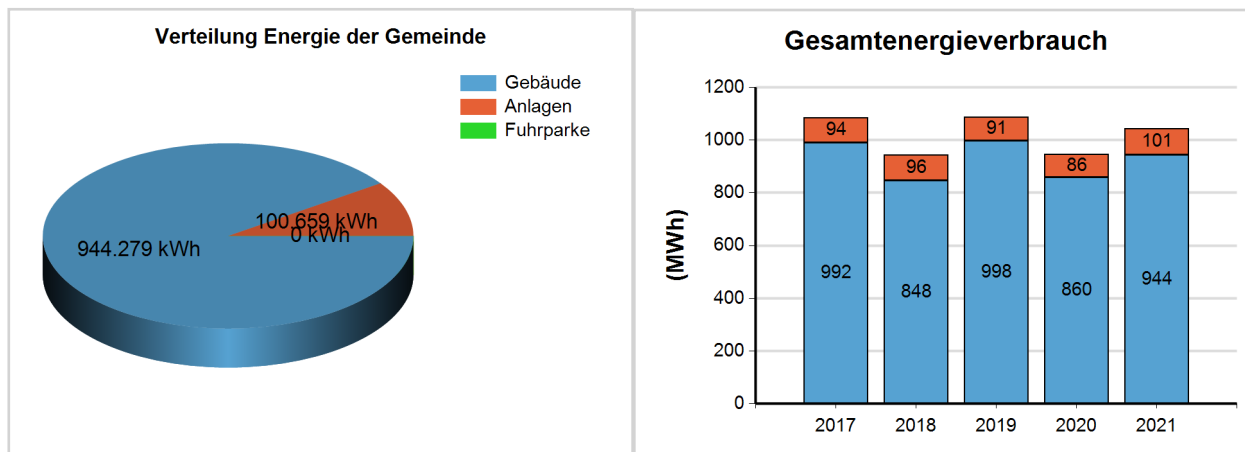 Verteilung Energie der Gemeinde
Gebäude
Anlagen
Fuhrparke
100.659 kWh
0 kWh
944.279 kWh
Gesamtenergieverbrauch
(MWh)
1200
1000
800
600
400
200
0
94
96
91
86
101
992
848
998
860
944
2017
2018
2019
2020
2021